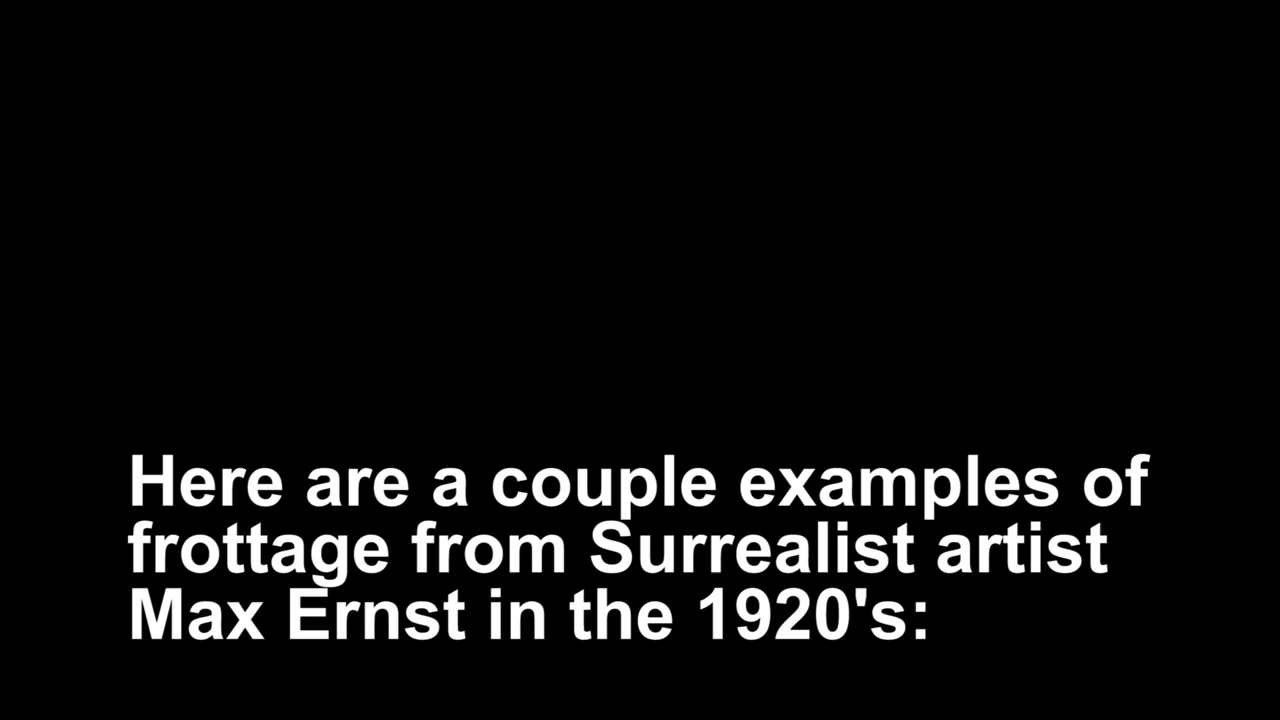 Here are a couple examples of
frottage from Surrealist artist
Max Ernst in the 1920's: